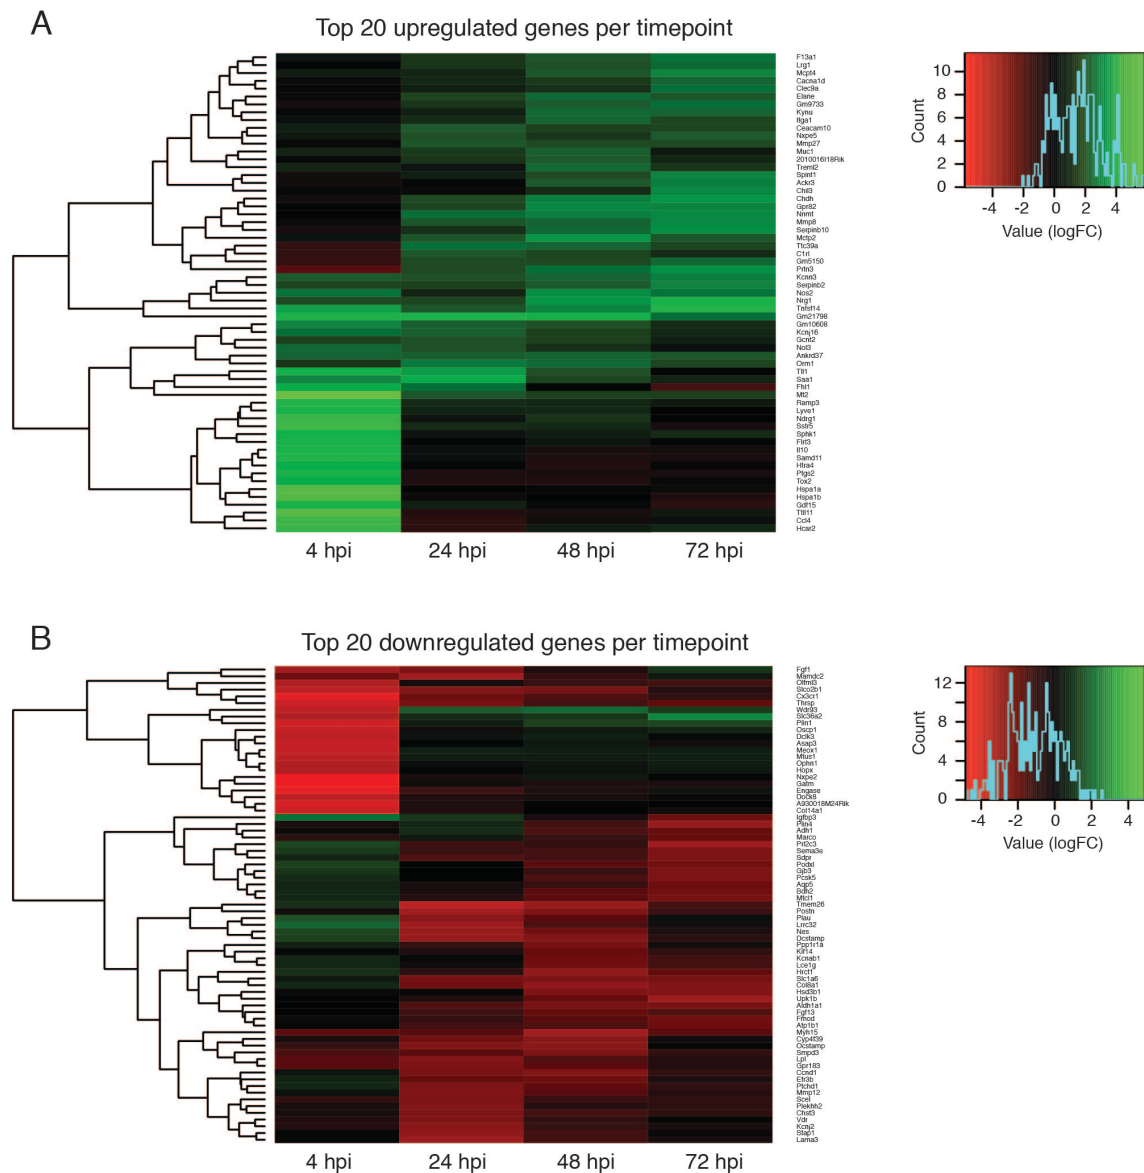 A
Top 20 upregulated genes per timepoint
F13a1
Lrg1
Mcpt4
Cacna1d
Clec9a
Elane
Gm9733
Kynu
Itga1
Ceacam10
Nxpe5
Mmp27
Muc1
2010016I18Rik
Treml2
Spint1
Ackr3
Chil3
Chdh
Gpr82
Nnmt
Mmp8
Serpinb10
Mctp2
Ttc39a
C1rl
Gm5150
Prtn3
Kcnn3
Serpinb2
Nos2
Nrg1
Tnfsf14
Gm21798
Gm10608
Kcnj16
Gcnt2
Nol3
Ankrd37
Orm1
Tll1
Saa1
Fhl1
Mt2
Ramp3
Lyve1
Ndrg1
Sstr5
Sphk1
Flrt3
Il10
Samd11
Htra4
Ptgs2
Tox2
Hspa1a
Hspa1b
Gdf15
Ttll11
Ccl4
Hcar2
4 hpi 24 hpi 48 hpi 72 hpi
Count
10
8
6
4
2
0
-4 -2 0 2 4
Value (logFC)
B
Top 20 downregulated genes per timepoint
Fgf1
Mamdc2
Olfml3
Slco2b1
Cx3cr1
Thrsp
Wdr93
Slc36a2
Plin1
Oscp1
Dclk3
Asap3
Meox1
Mtus1
Ophn1
Hopx
Nxpe2
Gatm
Engase
Dock8
A930018M24Rik
Col14a1
Igfbp3
Plin4
Adh1
Marco
Prl2c3
Sema3e
Sdpr
Podxl
Gjb3
Pcsk5
Aqp5
Bdh2
Mtcl1
Tmem26
Postn
Plau
Lrrc32
Nes
Dcstamp
Ppp1r1a
Klf14
Kcnab1
Lce1g
Hrct1
Slc1a6
Col8a1
Hsd3b1
Upk1b
Aldh1a1
Fgf13
Fmod
Atp1b1
Myh15
Cyp4f39
Ocstamp
Smpd3
Lpl
Gpr183
Ccnd1
Efr3b
Ptchd1
Mmp12
Scel
Plekhh2
Chst3
Vdr
Kcnj2
Stap1
Lama3
4 hpi 24 hpi 48 hpi 72 hpi
Count
12
8
4
0
-4 -2 0 2 4
Value (logFC)